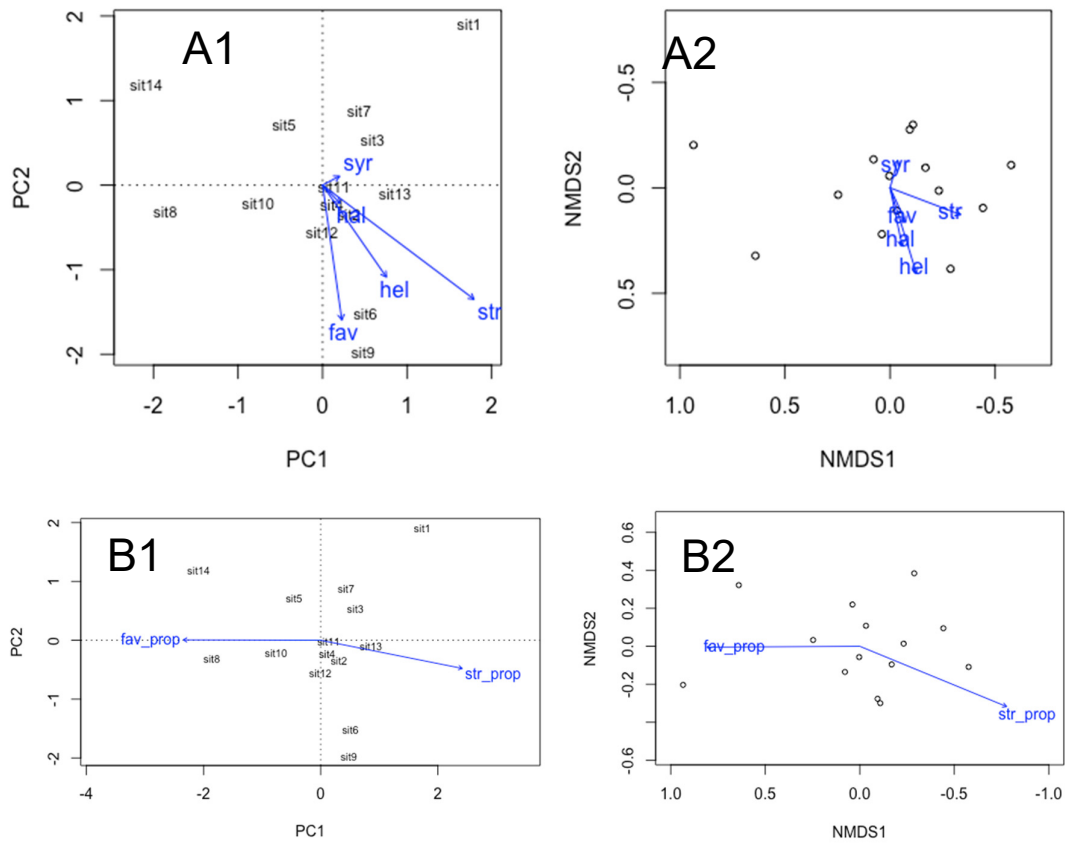 A1
2
1
0
-1
-2
PC2
sit1
sit14
sit7
sit5
sit3
syr
sit11
sit13
sit10
sit4
hal
sit8
sit12
hel
str
sit6
fav
sit9
-2 -1 0 1 2
PC1
A2
-0.5
0.0
0.5
NMDS2
syr
fav
str
hal
hel
1.0 0.5 0.0 -0.5
NMDS1
B1
2
1
0
-1
-2
PC2
sit1
sit14
sit7
sit5
sit3
fav_prop
sit11
sit13
sit10
sit4
sit8
sit2
sit12
str_prop
sit6
sit9
-4 -2 0 2
PC1
B2
0.6
0.4
0.2
0.0
-0.2
-0.6
NMDS2
fav_prop
str_prop
1.0 0.5 0.0 -0.5 -1.0
NMDS1